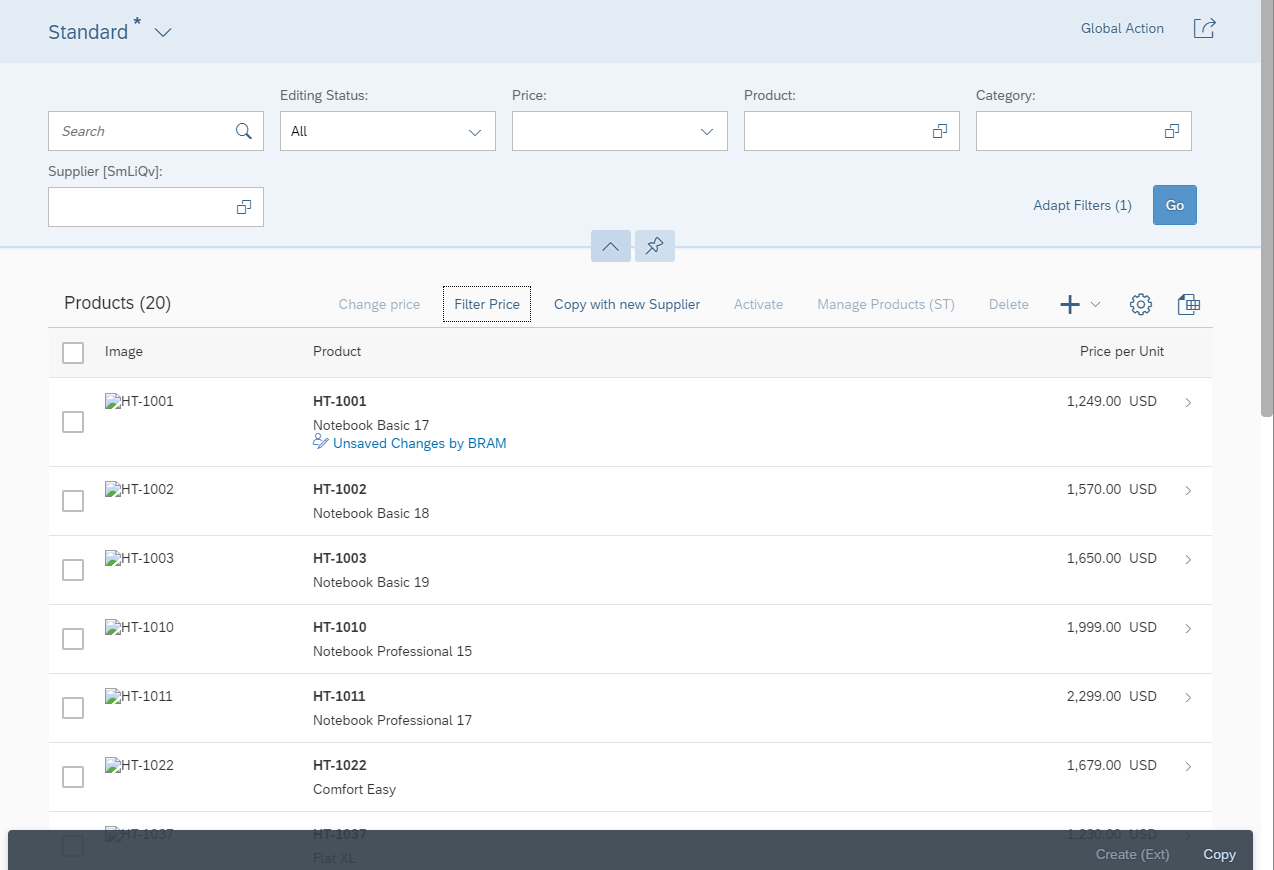 Standard *
Global Action
Editing Status:
Price:
Product:
Category:
Search
All
Supplier [SmLiQv]:
Adapt Filters (1)
Go
Products (20)
Change price
Filter Price
Copy with new Supplier
Activate
Manage Products (ST)
Delete
Image
Product
Price per Unit
HT-1001
HT-1001
1,249.00 USD
Notebook Basic 17
Unsaved Changes by BRAM
HT-1002
HT-1002
1,570.00 USD
Notebook Basic 18
HT-1003
HT-1003
1,650.00 USD
Notebook Basic 19
HT-1010
HT-1010
1,999.00 USD
Notebook Professional 15
HT-1011
HT-1011
2,299.00 USD
Notebook Professional 17
HT-1022
HT-1022
1,679.00 USD
Comfort Easy
HT-1037
HT-1037
1,230.00 USD
Flat XL
Create (Ext)
Copy